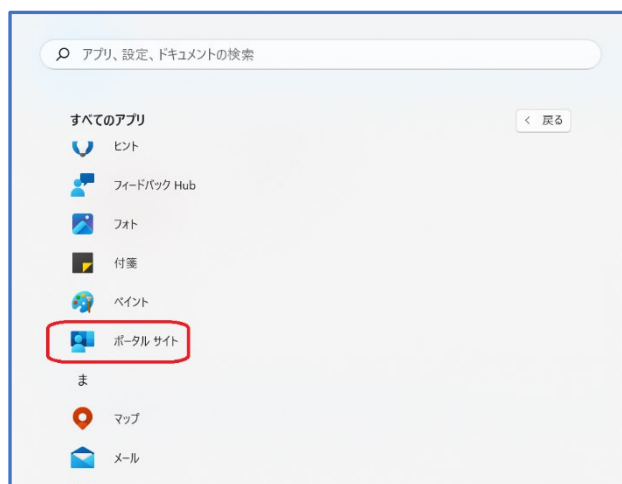 アプリ、設定、ドキュメントの検索
すべてのアプリ
< 戻る
ヒント
フィードバック Hub
フォト
付箋
ペイント
ポータル サイト
ま
マップ
メール